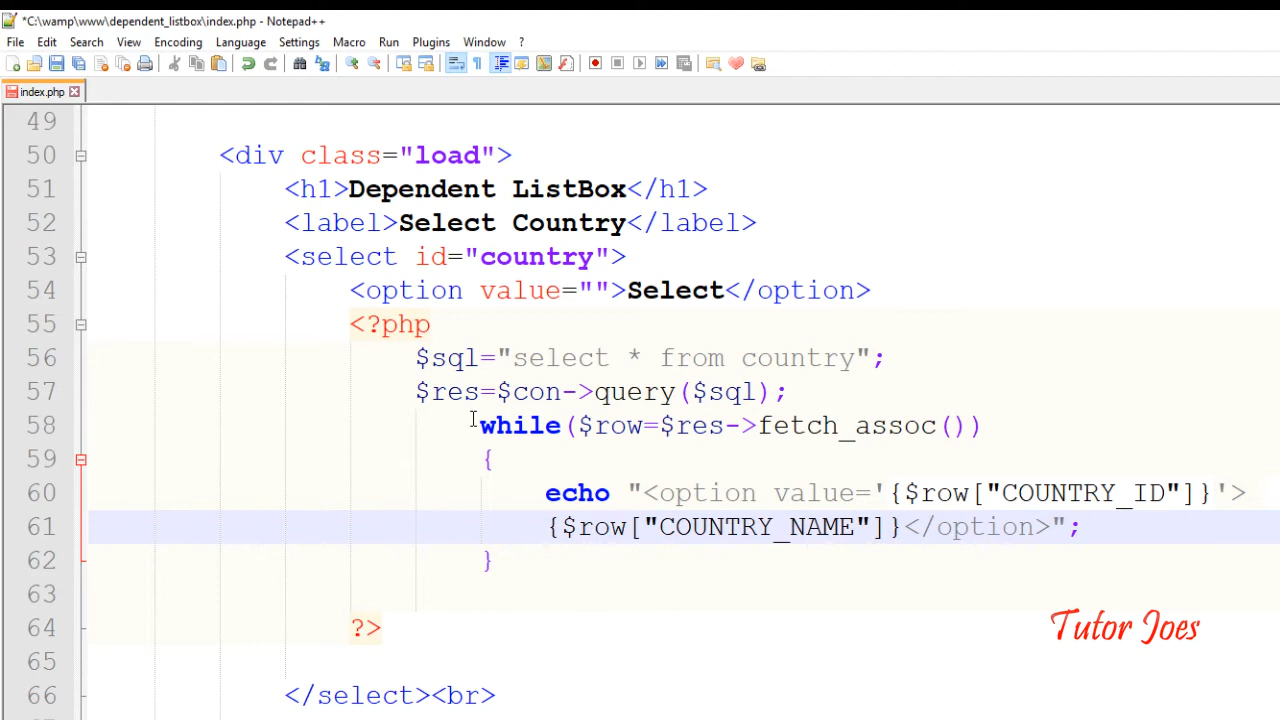 *C:\wamp\www\dependent_listbox\index.php - Notepad++
File Edit Search View Encoding Language Settings Macro Run Plugins Window ?
index.php
49
50 <div class="load">
51 <h1>Dependent ListBox</h1>
52 <label>Select Country</label>
53 <select id="country">
54 <option value="">Select</option>
55 <?php
56 $sql="select * from country";
57 $res=$con->query($sql);
58 while($row=$res->fetch_assoc())
59 {
60 echo "<option value='{$row["COUNTRY_ID"]}'>
61 {$row["COUNTRY_NAME"]}</option>";
62 }
63
64 ?>
Tutor Joes
65
66 </select><br>